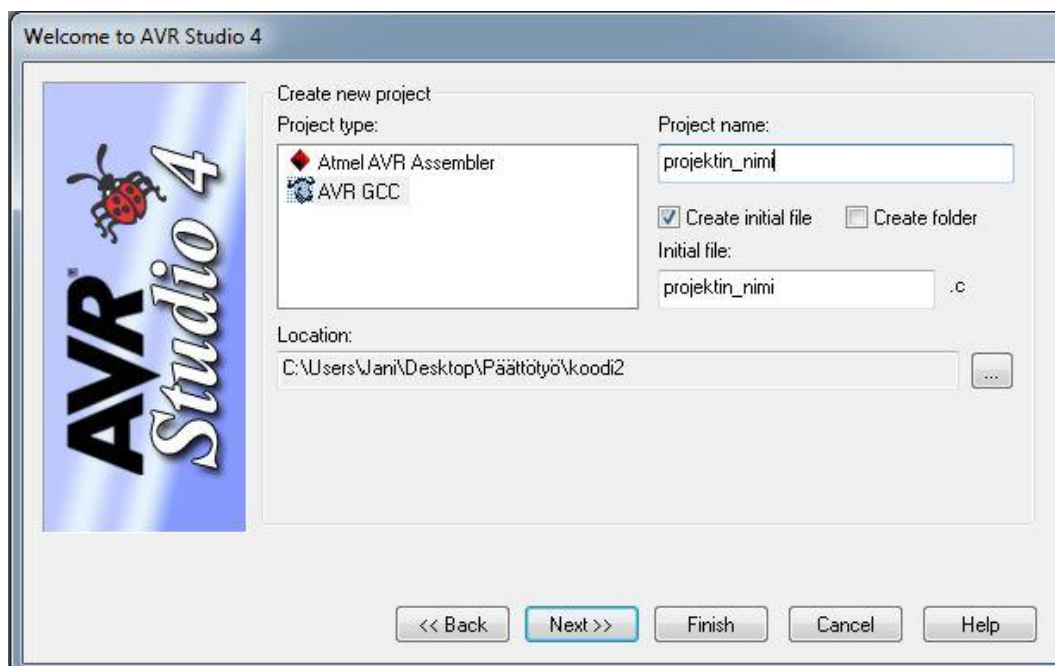 Welcome to AVR Studio 4
AVR®
Studio 4
Create new project
Project type:
Atmel AVR Assembler
AVR GCC
Project name:
projektin_nimi
Create initial file
Create folder
Initial file:
projektin_nimi
.c
Location:
C:\Users\Jani\Desktop\Päättötyö\koodi2
...
<< Back
Next >>
Finish
Cancel
Help